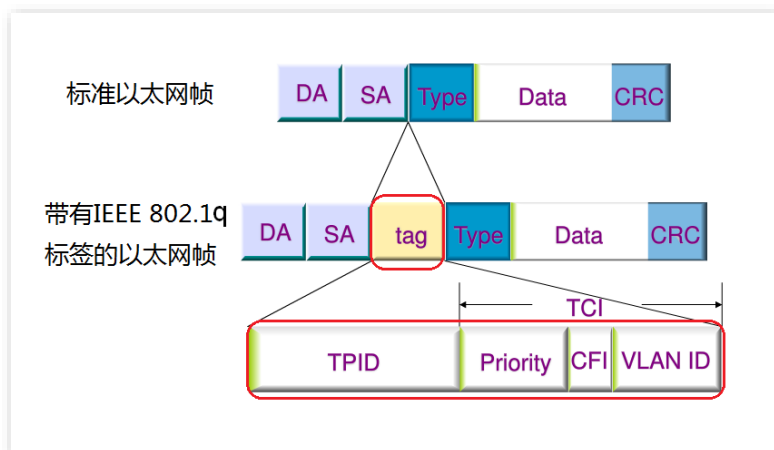 标准以太网帧
DA SA Type Data CRC
带有IEEE 802.1q
标签的以太网帧
DA SA tag Type Data CRC
TCI
TPID Priority CFI VLAN ID